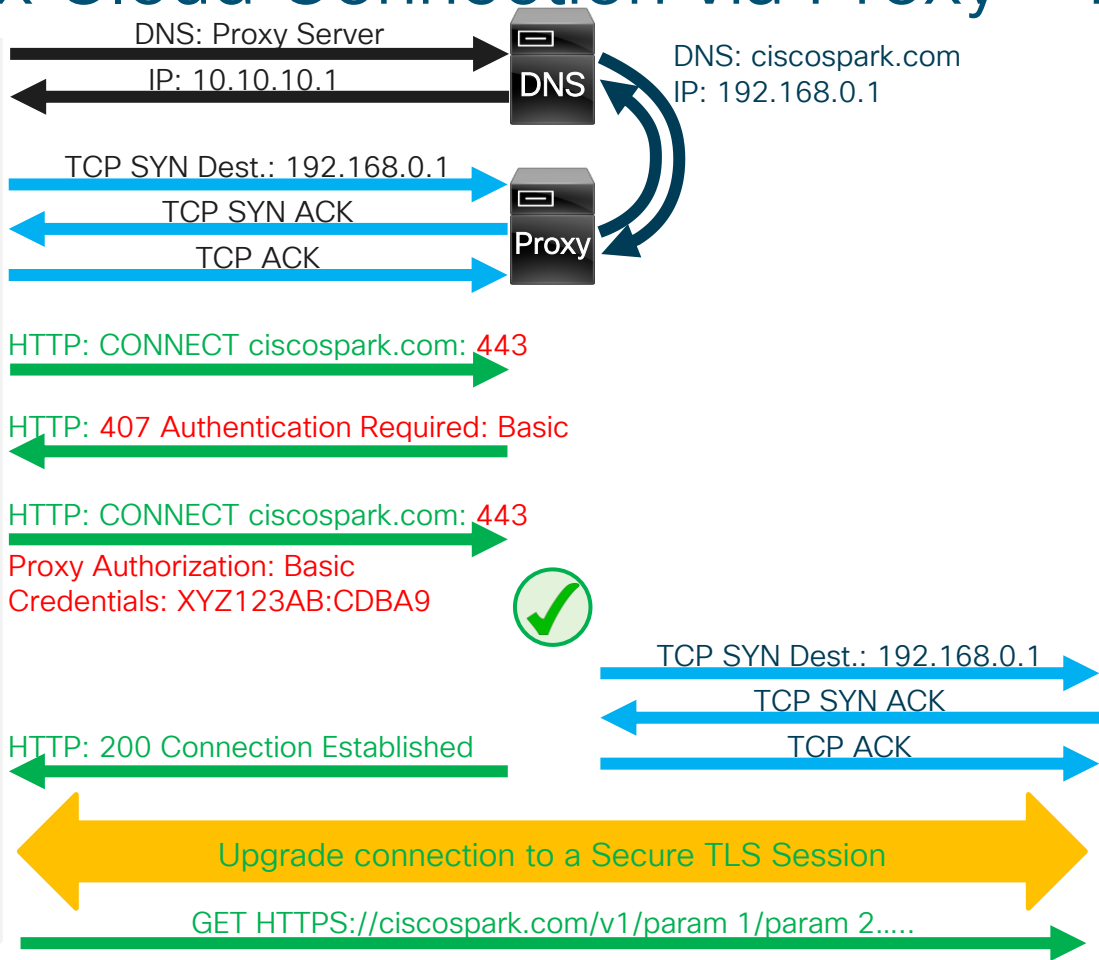 Cloud Connection via Proxy
DNS: Proxy Server
IP: 10.10.10.1
DNS
DNS: ciscospark.com
IP: 192.168.0.1
TCP SYN Dest.: 192.168.0.1
TCP SYN ACK
TCP ACK
Proxy
HTTP: CONNECT ciscospark.com: 443
HTTP: 407 Authentication Required: Basic
HTTP: CONNECT ciscospark.com: 443
Proxy Authorization: Basic
Credentials: XYZ123AB:CDBA9
TCP SYN Dest.: 192.168.0.1
TCP SYN ACK
TCP ACK
HTTP: 200 Connection Established
Upgrade connection to a Secure TLS Session
GET HTTPS://ciscospark.com/v1/param 1/param 2.....